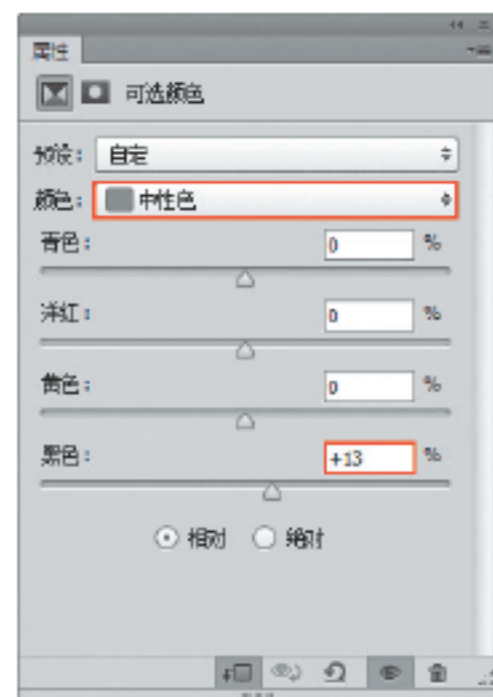 属性
可选颜色
预设： 自定
颜色： 中性色
青色： 0 %
洋红： 0 %
黄色： 0 %
黑色： +13 %
相对 绝对